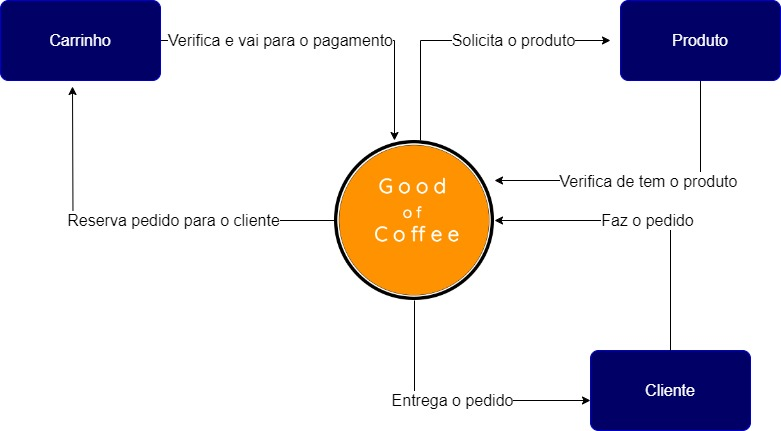 Carrinho
Verifica e vai para o pagamento
Solicita o produto
Produto
Good
of
Coffee
Verifica de tem o produto
Reserva pedido para o cliente
Faz o pedido
Entrega o pedido
Cliente